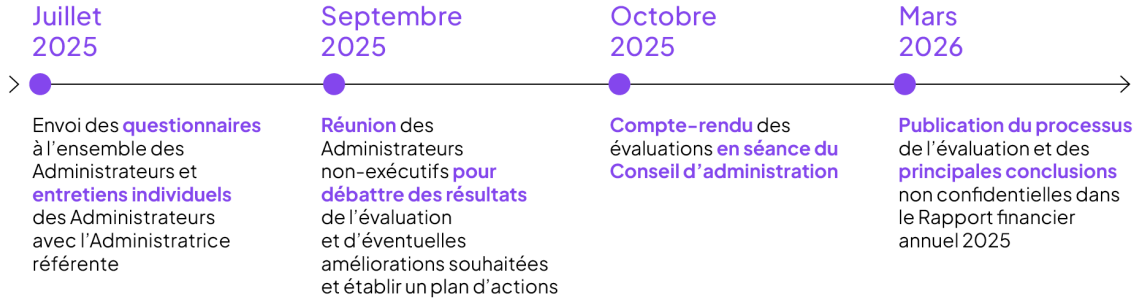 Juillet
2025
Envoi des questionnaires
à l’ensemble des
Administrateurs et
entretiens individuels
des Administrateurs
avec l’Administratrice
référente
Septembre
2025
Réunion des
Administrateurs
non-exécutifs pour
débattre des résultats
de l’évaluation
et d’éventuelles
améliorations souhaitées
et établir un plan d’actions
Octobre
2025
Compte-rendu des
évaluations en séance du
Conseil d’administration
Mars
2026
Publication du processus
de l’évaluation et des
principales conclusions
non confidentielles dans
le Rapport financier
annuel 2025